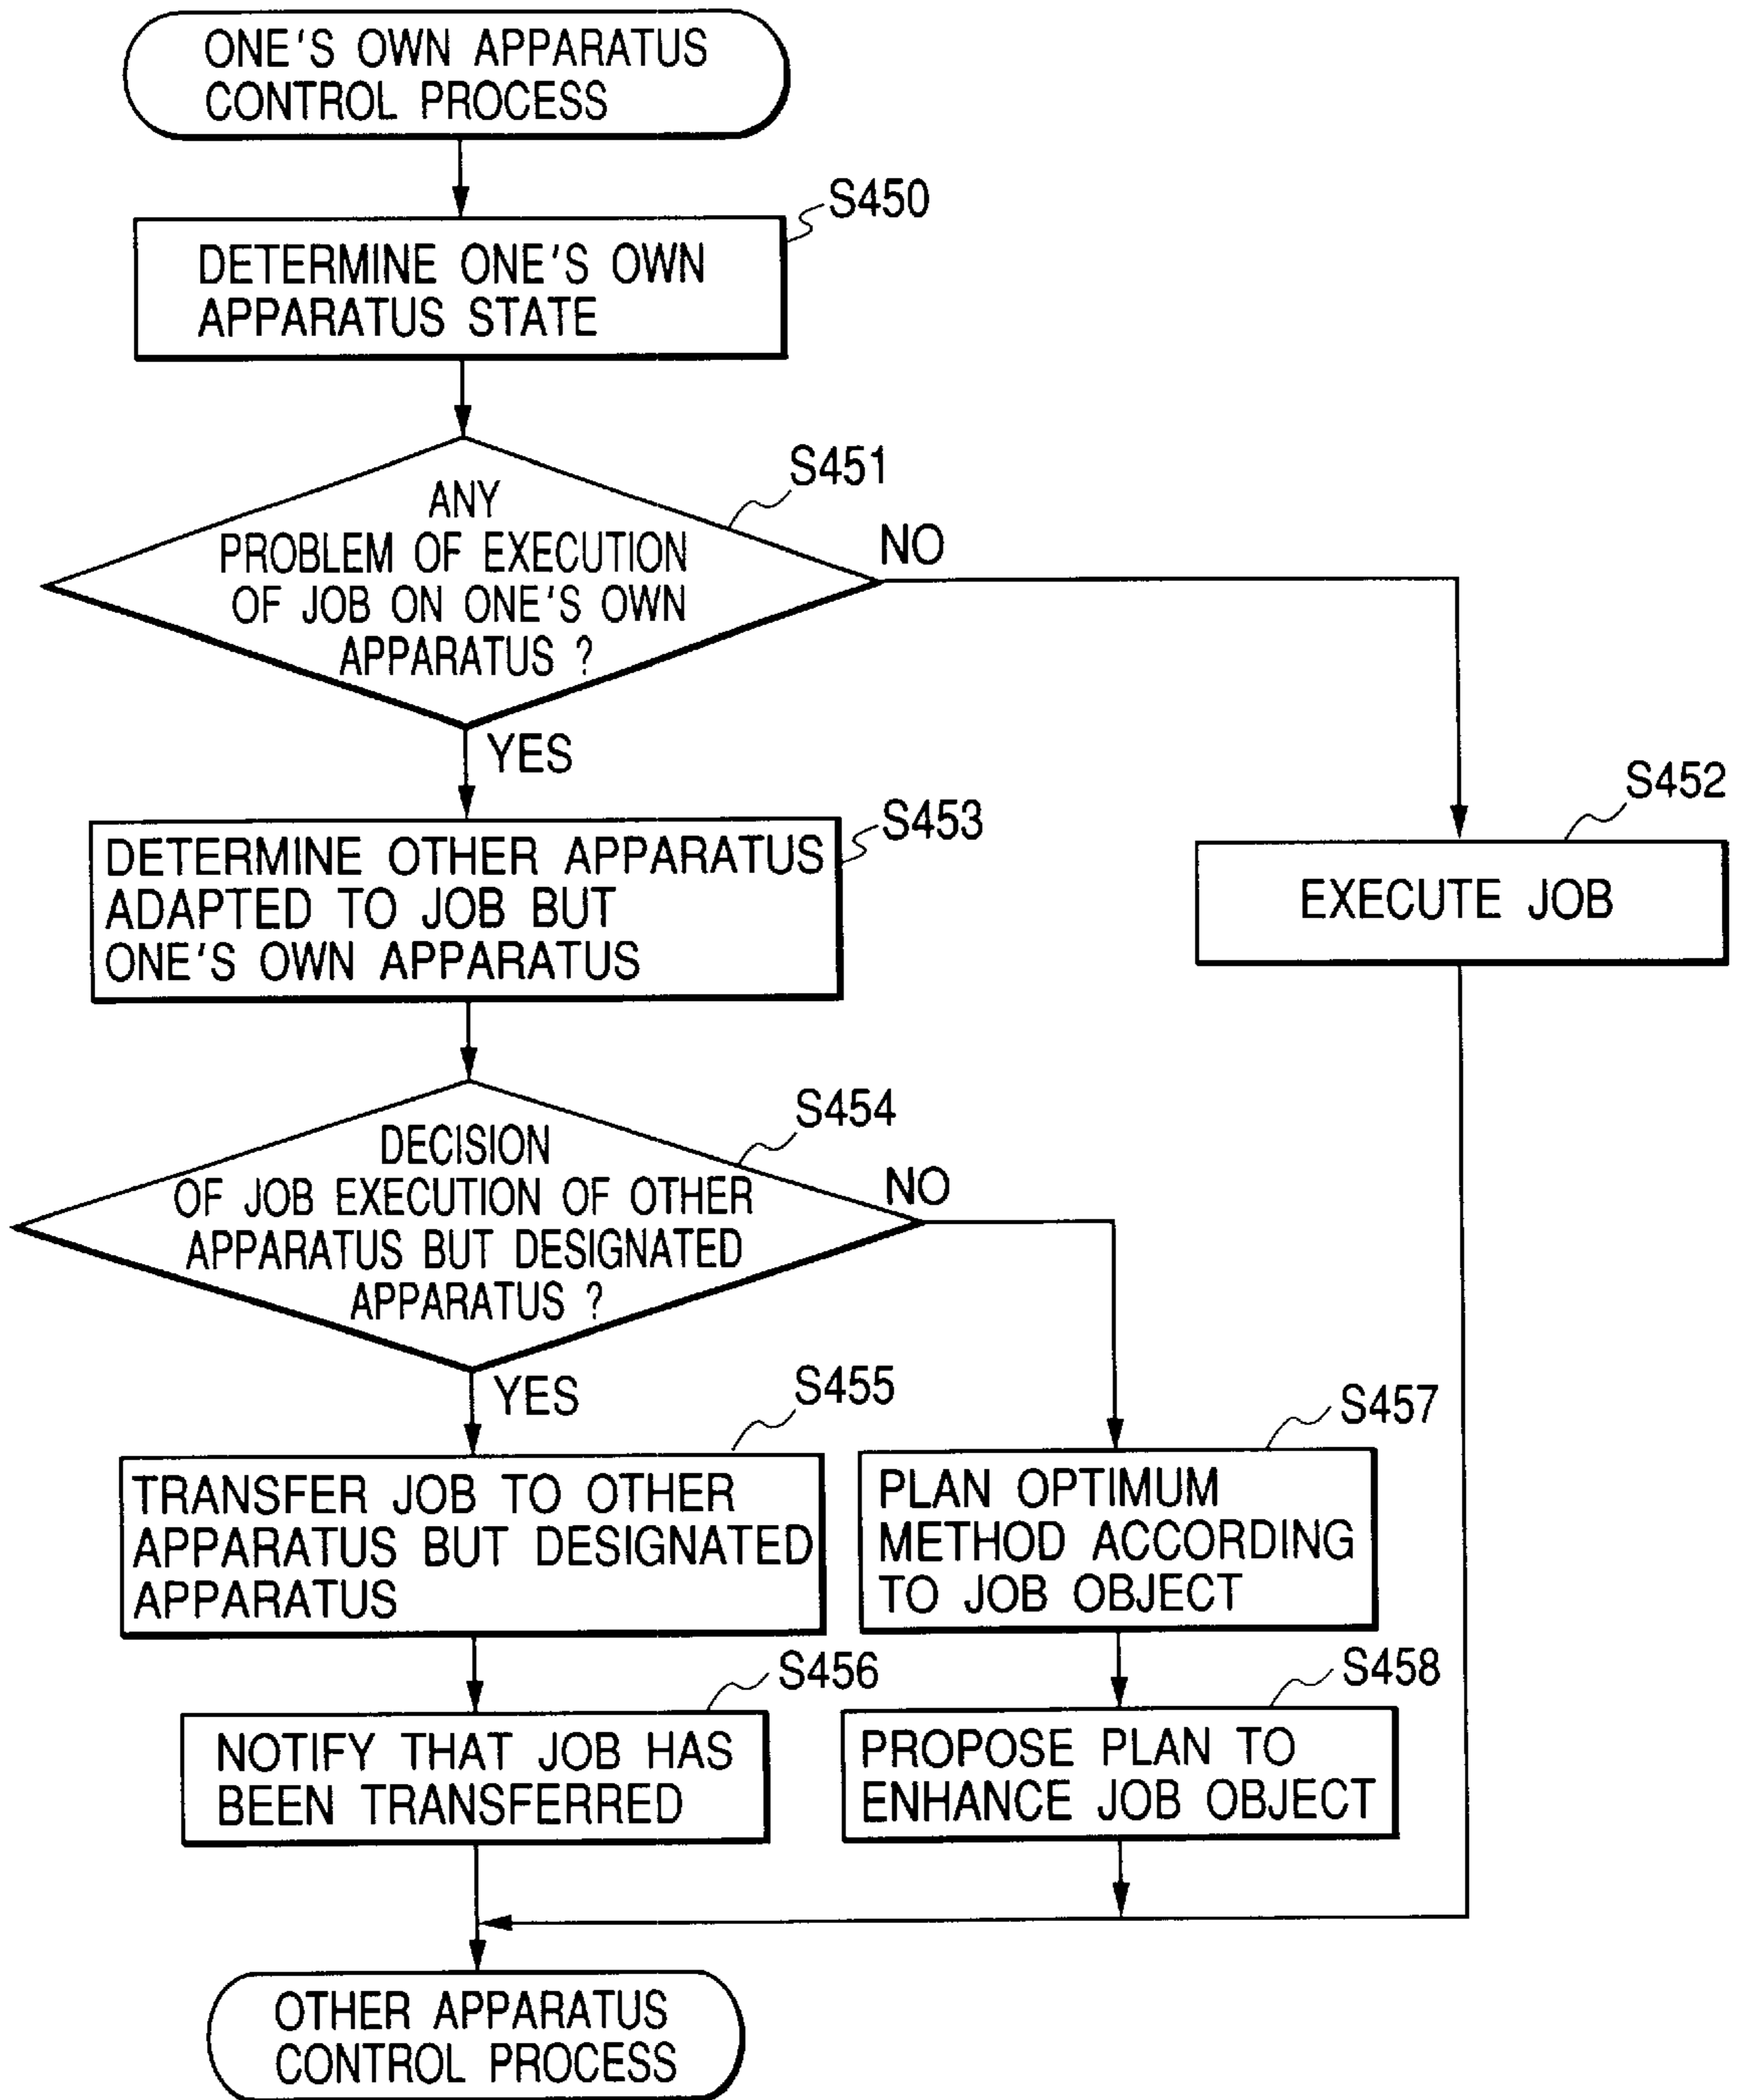 ONE'S OWN APPARATUS
CONTROL PROCESS
S450
DETERMINE ONE'S OWN
APPARATUS STATE
S451
ANY
PROBLEM OF EXECUTION
OF JOB ON ONE'S OWN
APPARATUS ?
NO
YES
S452
EXECUTE JOB
S453
DETERMINE OTHER APPARATUS
ADAPTED TO JOB BUT
ONE'S OWN APPARATUS
S454
DECISION
OF JOB EXECUTION OF OTHER
APPARATUS BUT DESIGNATED
APPARATUS ?
NO
YES
S455
TRANSFER JOB TO OTHER
APPARATUS BUT DESIGNATED
APPARATUS
S457
PLAN OPTIMUM
METHOD ACCORDING
TO JOB OBJECT
S456
NOTIFY THAT JOB HAS
BEEN TRANSFERRED
S458
PROPOSE PLAN TO
ENHANCE JOB OBJECT
OTHER APPARATUS
CONTROL PROCESS